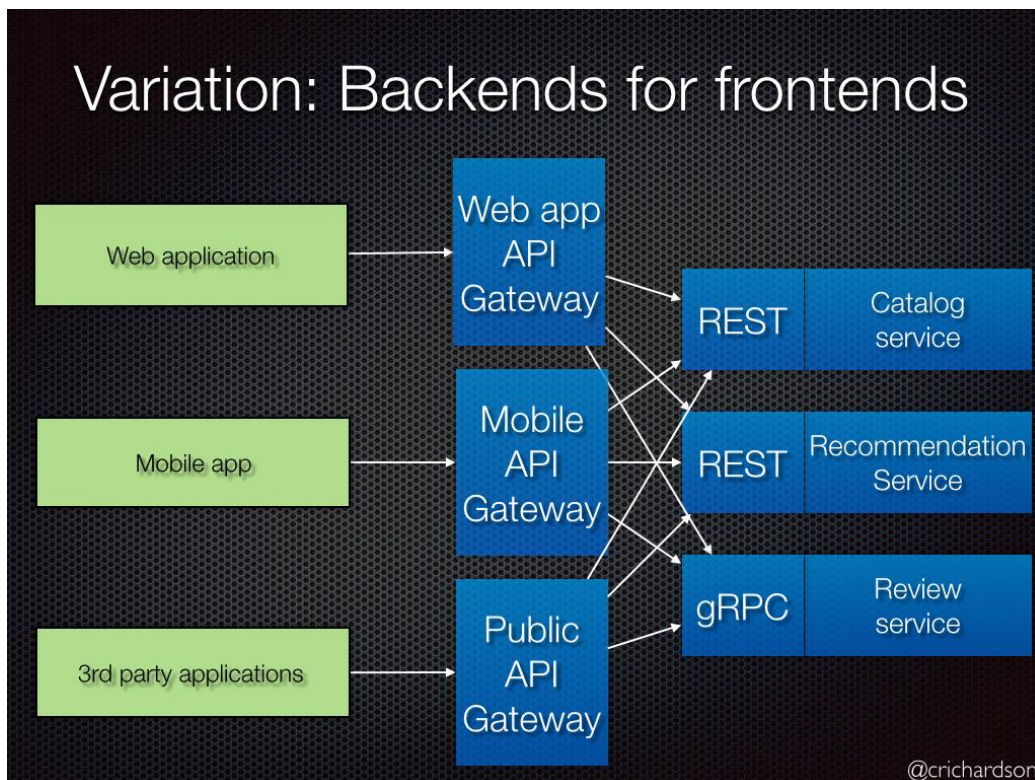 Variation: Backends for frontends
Web application
Web app
API
Gateway
REST
Catalog
service
Mobile app
Mobile
API
Gateway
REST
Recommendation
Service
3rd party applications
Public
API
Gateway
gRPC
Review
service
@crichardson